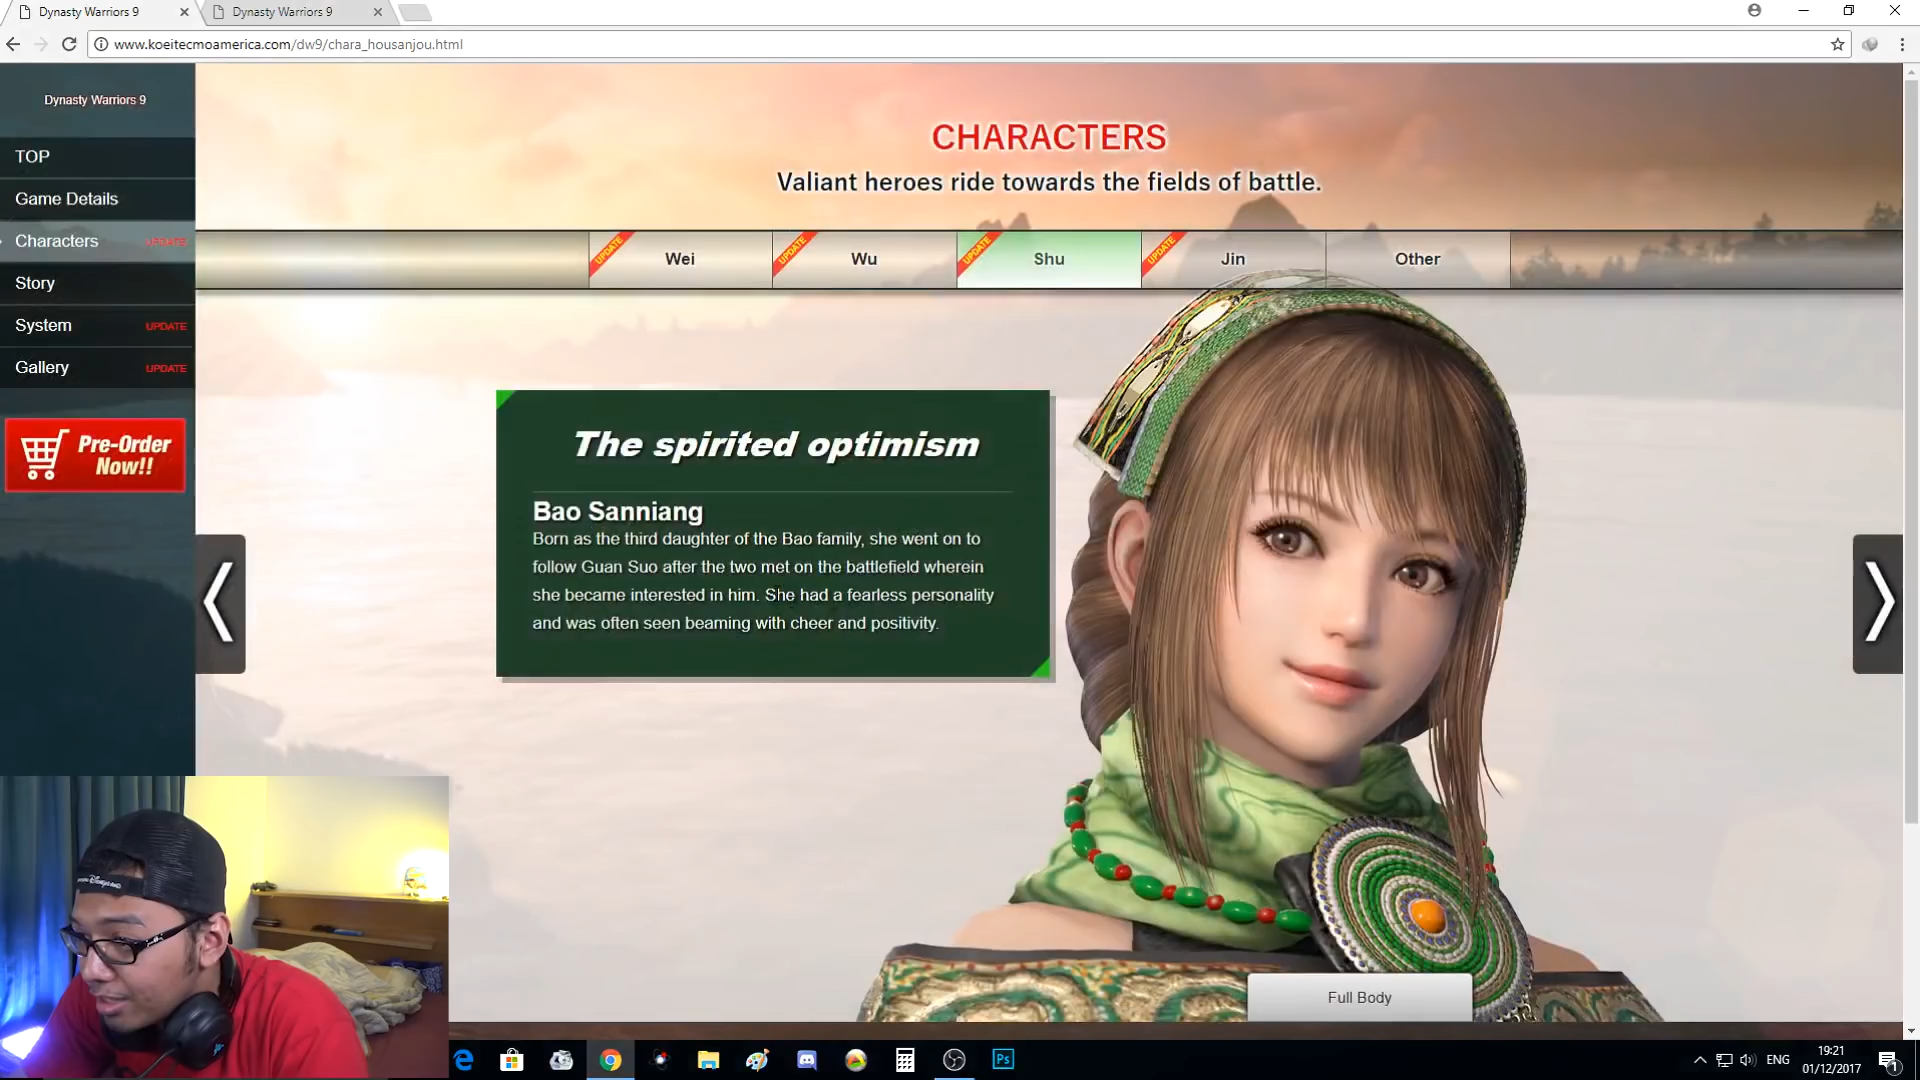 Dynasty Warriors 9
Dynasty Warriors 9
www.koeitecmoamerica.com/dw9/chara_housanjou.html
Dynasty Warriors 9
TOP
Game Details
Characters UPDATE
Story
System UPDATE
Gallery UPDATE
Pre-Order
Now!!
CHARACTERS
Valiant heroes ride towards the fields of battle.
UPDATE Wei
UPDATE Wu
UPDATE Shu
UPDATE Jin
Other
The spirited optimism
Bao Sanniang
Born as the third daughter of the Bao family, she went on to
follow Guan Suo after the two met on the battlefield wherein
she became interested in him. She had a fearless personality
and was often seen beaming with cheer and positivity.
Full Body
Ps
ENG
19:21
01/12/2017
1